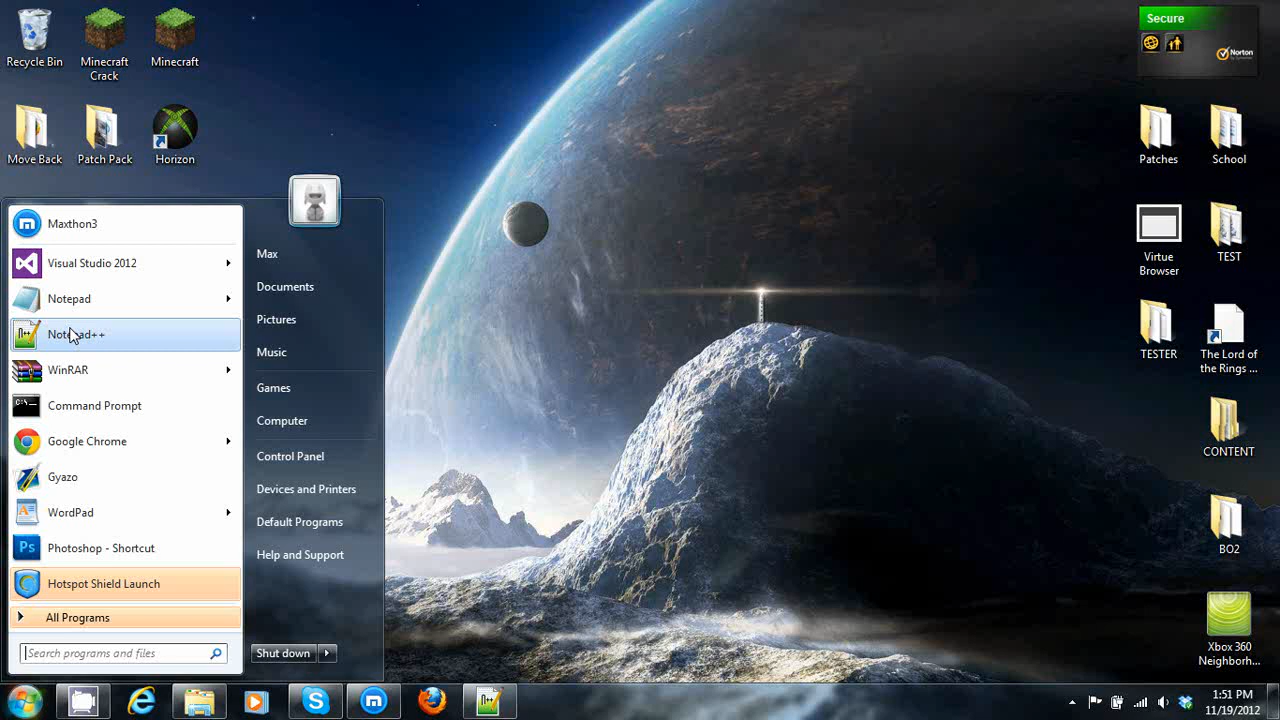 Recycle Bin
Minecraft
Crack
Minecraft
Move Back
Patch Pack
Horizon
Maxthon3
Visual Studio 2012
Notepad
Notepad++
WinRAR
Command Prompt
Google Chrome
Gyazo
WordPad
Photoshop - Shortcut
Hotspot Shield Launch
All Programs
Search programs and files
Max
Documents
Pictures
Music
Games
Computer
Control Panel
Devices and Printers
Default Programs
Help and Support
Shut down
Secure
Norton
by Symantec
Patches
School
Virtue
Browser
TEST
TESTER
The Lord of
the Rings ...
CONTENT
BO2
Xbox 360
Neighborh...
1:51 PM
11/19/2012